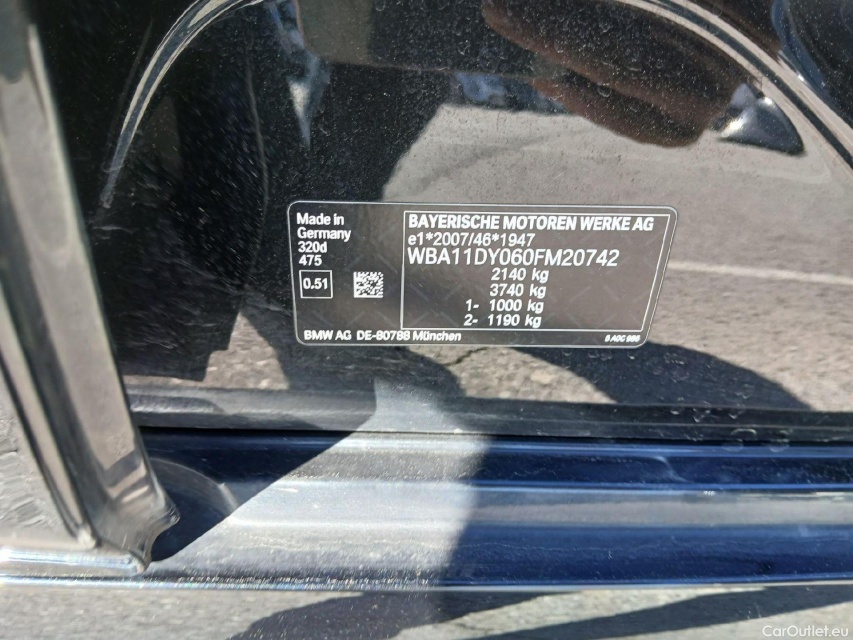 Made in
Germany
320d
475
0.51
BAYERISCHE MOTOREN WERKE AG
e1*2007/46*1947
WBA11DY060FM20742
2140 kg
3740 kg
1- 1000 kg
2- 1190 kg
BMW AG DE-80788 München
CarOutlet.eu